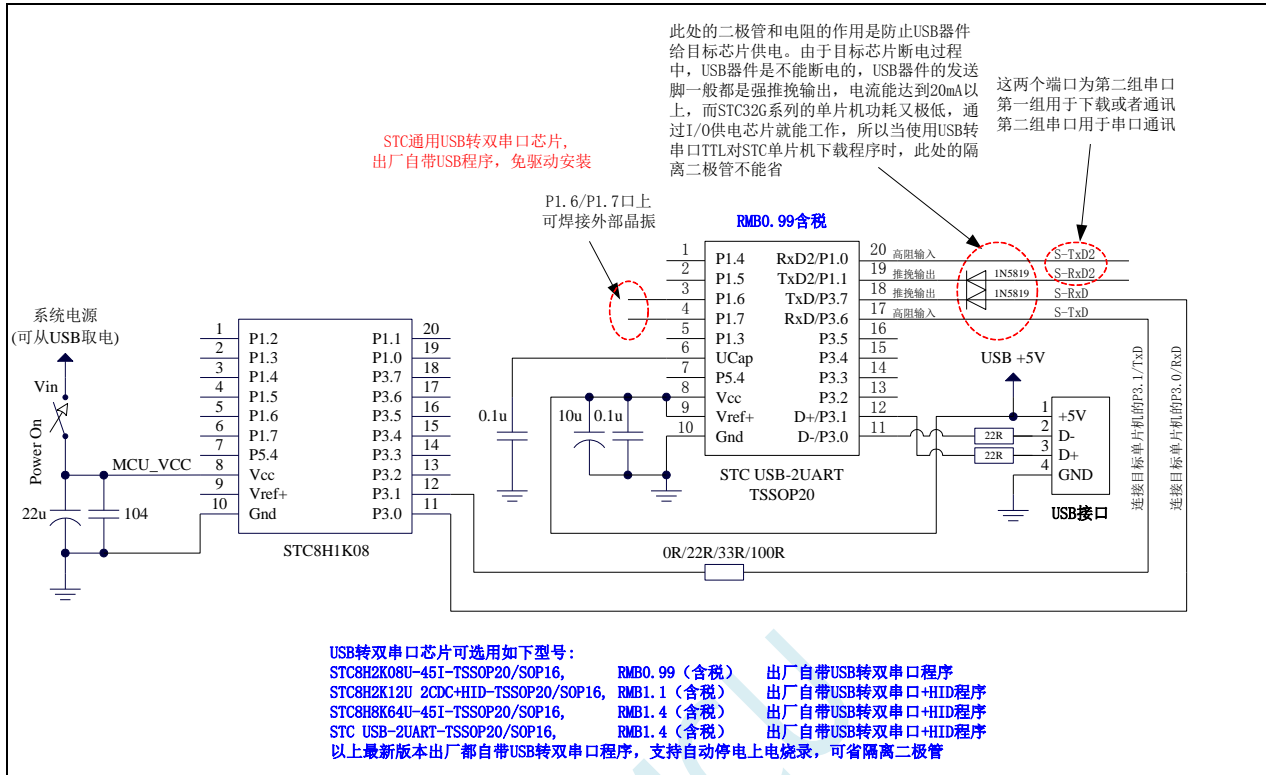 此处的二极管和电阻的作用是防止USB器件
给目标芯片供电。由于目标芯片断电过程
中，USB器件是不能断电的，USB器件的发送
脚一般都是强推挽输出，电流能达到20mA以
上，而STC32G系列的单片机功耗又极低，通
过I/O供电芯片就能工作，所以当使用USB转
串口TTL对STC单片机下载程序时，此处的隔
离二极管不能省
这两个端口为第二组串口
第一组用于下载或者通讯
第二组串口用于串口通讯
STC通用USB转双串口芯片,
出厂自带USB程序，免驱动安装
P1.6/P1.7口上
可焊接外部晶振
RMB0.99含税
1 P1.4 RxD2/P1.0 20 高阻输入 S-TxD2
2 P1.5 TxD2/P1.1 19 推挽输出 1N5819 S-RxD2
3 P1.6 TxD/P3.7 18 推挽输出 1N5819 S-RxD
4 P1.7 RxD/P3.6 17 高阻输入 S-TxD
5 P1.3 P3.5 16
6 UCap P3.4 15
7 P5.4 P3.3 14
8 Vcc P3.2 13
9 Vref+ D+/P3.1 12
10 Gnd D-/P3.0 11
STC USB-2UART
TSSOP20
0.1u
10u 0.1u
USB +5V
1 +5V
2 D-
3 D+
4 GND
22R
22R
USB接口
连接目标单片机的P3.1/TxD
连接目标单片机的P3.0/RxD
系统电源
(可从USB取电)
Vin
Power On
MCU_VCC
22u 104
1 P1.2 P1.1 20
2 P1.3 P1.0 19
3 P1.4 P3.7 18
4 P1.5 P3.6 17
5 P1.6 P3.5 16
6 P1.7 P3.4 15
7 P5.4 P3.3 14
8 Vcc P3.2 13
9 Vref+ P3.1 12
10 Gnd P3.0 11
STC8H1K08
0R/22R/33R/100R
USB转双串口芯片可选用如下型号:
STC8H2K08U-45I-TSSOP20/SOP16, RMB0.99（含税） 出厂自带USB转双串口程序
STC8H2K12U 2CDC+HID-TSSOP20/SOP16, RMB1.1（含税） 出厂自带USB转双串口+HID程序
STC8H8K64U-45I-TSSOP20/SOP16, RMB1.4（含税） 出厂自带USB转双串口+HID程序
STC USB-2UART-TSSOP20/SOP16, RMB1.4（含税） 出厂自带USB转双串口+HID程序
以上最新版本出厂都自带USB转双串口程序，支持自动停电上电烧录，可省隔离二极管